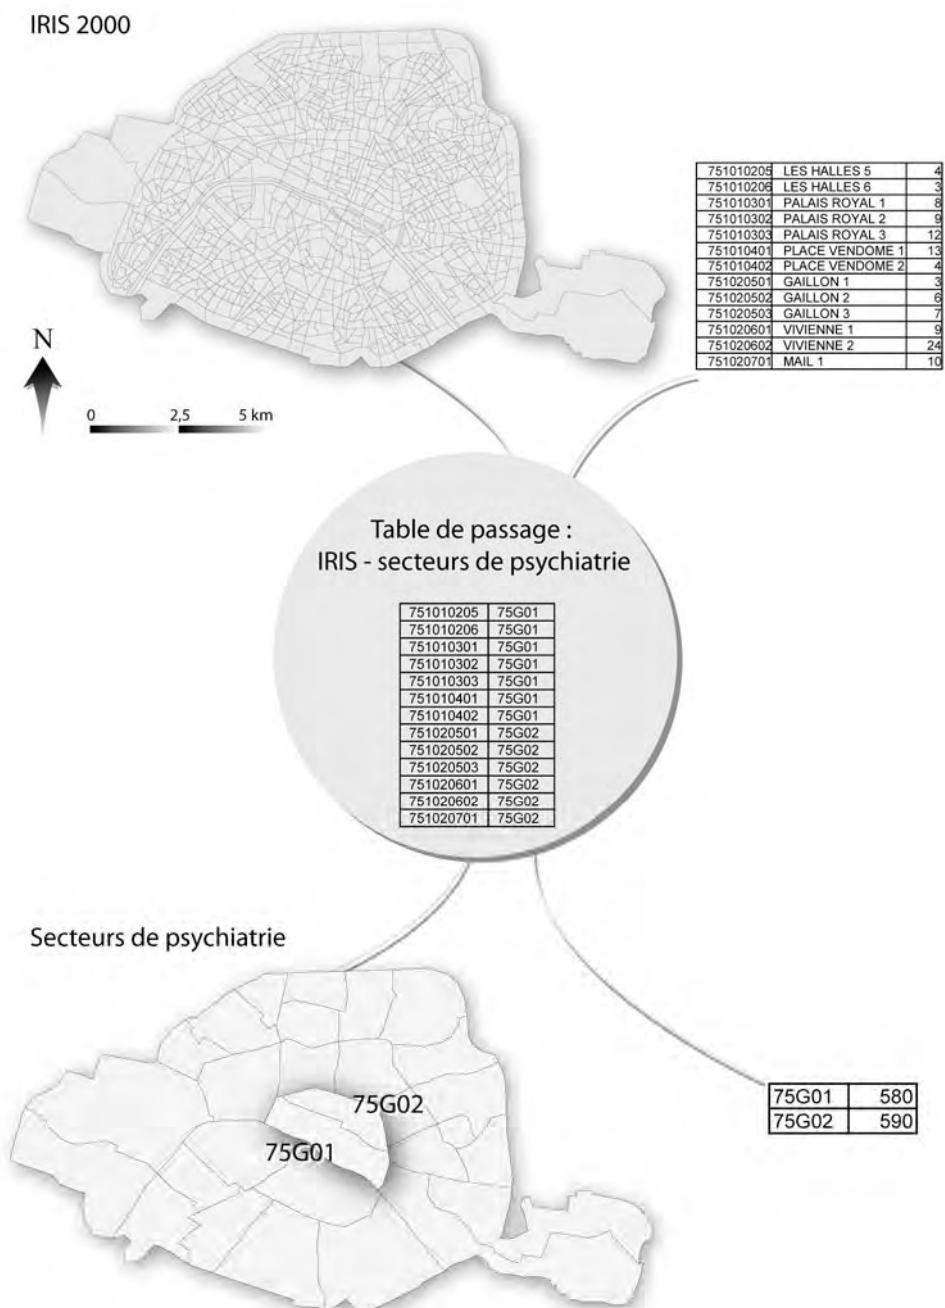 IRIS 2000
751010205 LES HALLES 5 4
751010206 LES HALLES 6 3
751010301 PALAIS ROYAL 1 8
751010302 PALAIS ROYAL 2 9
751010303 PALAIS ROYAL 3 12
751010401 PLACE VENDOME 1 13
751010402 PLACE VENDOME 2 4
751020501 GAILLON 1 3
751020502 GAILLON 2 6
751020503 GAILLON 3 7
751020601 VIVIENNE 1 9
751020602 VIVIENNE 2 24
751020701 MAIL 1 10
N
0 2,5 5 km
Table de passage :
IRIS - secteurs de psychiatrie
751010205 75G01
751010206 75G01
751010301 75G01
751010302 75G01
751010303 75G01
751010401 75G01
751010402 75G01
751020501 75G02
751020502 75G02
751020503 75G02
751020601 75G02
751020602 75G02
751020701 75G02
Secteurs de psychiatrie
75G02
75G01
75G01 580
75G02 590